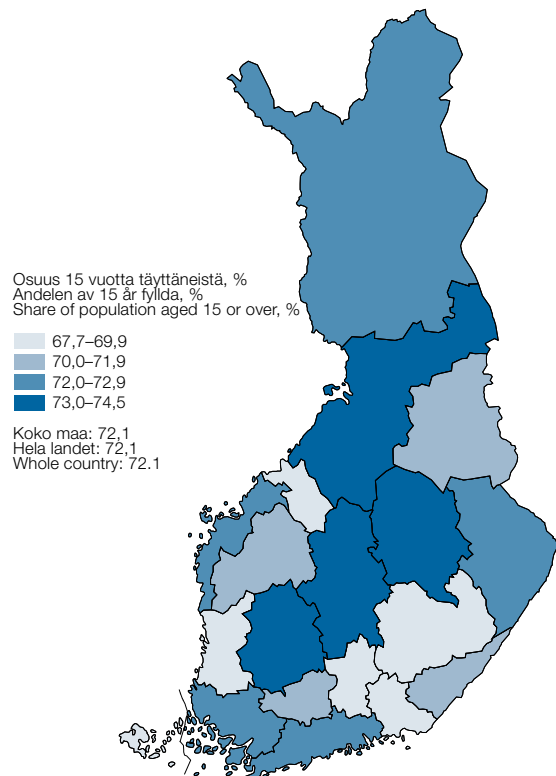 Osuus 15 vuotta täyttäneistä, %
Andelen av 15 år fyllda, %
Share of population aged 15 or over, %
67,7–69,9
70,0–71,9
72,0–72,9
73,0–74,5
Koko maa: 72,1
Hela landet: 72,1
Whole country: 72.1